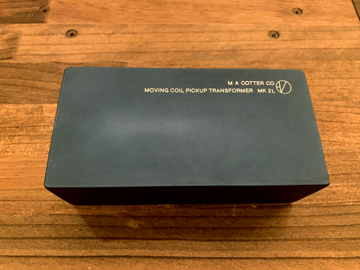 M A COTTER CO
MOVING COIL PICKUP TRANSFORMER MK 2L